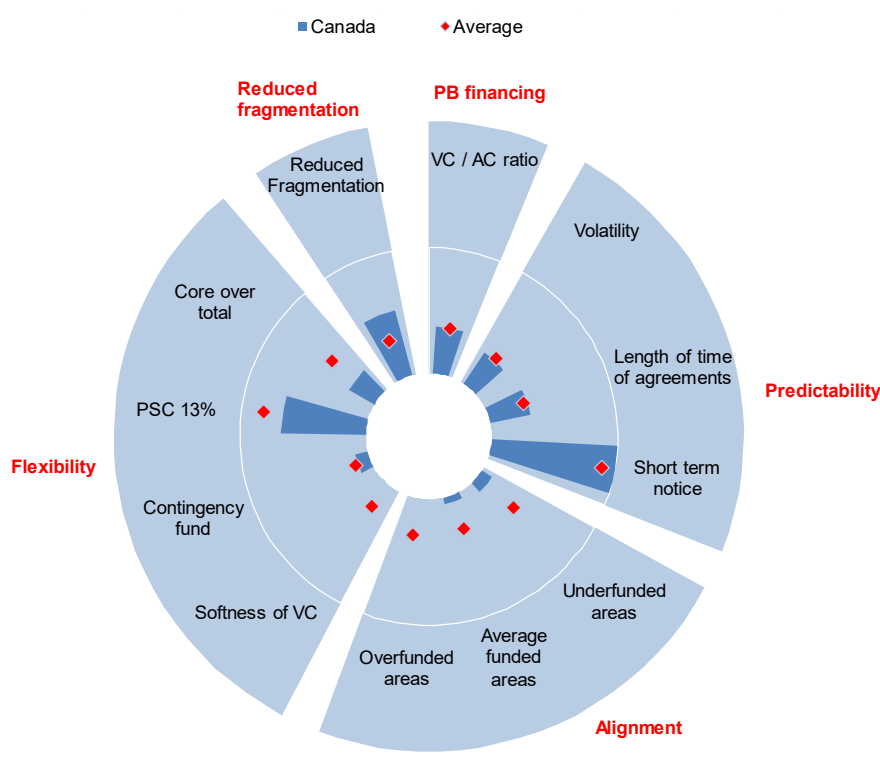 Canada
Average
Reduced
fragmentation
PB financing
Reduced
Fragmentation
VC / AC ratio
Volatility
Core over
total
Length of time
of agreements
Predictability
PSC 13%
Flexibility
Short term
notice
Contingency
fund
Softness of VC
Underfunded
areas
Average
funded
areas
Overfunded
areas
Alignment